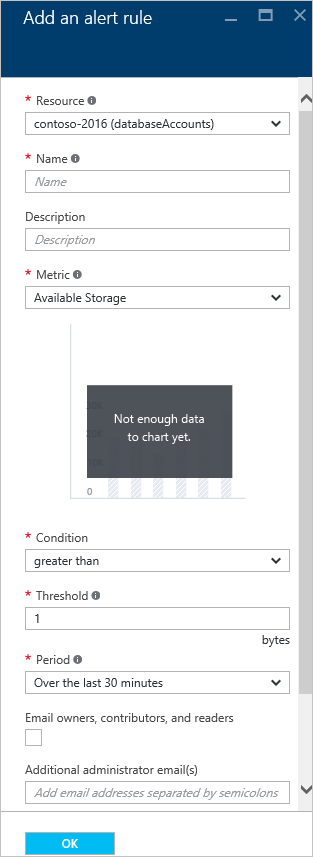 Add an alert rule
* Resource
contoso-2016 (databaseAccounts)
* Name
Name
Description
Description
* Metric
Available Storage
Not enough data
to chart yet.
0
* Condition
greater than
* Threshold
1
bytes
* Period
Over the last 30 minutes
Email owners, contributors, and readers
Additional administrator email(s)
Add email addresses separated by semicolons
OK